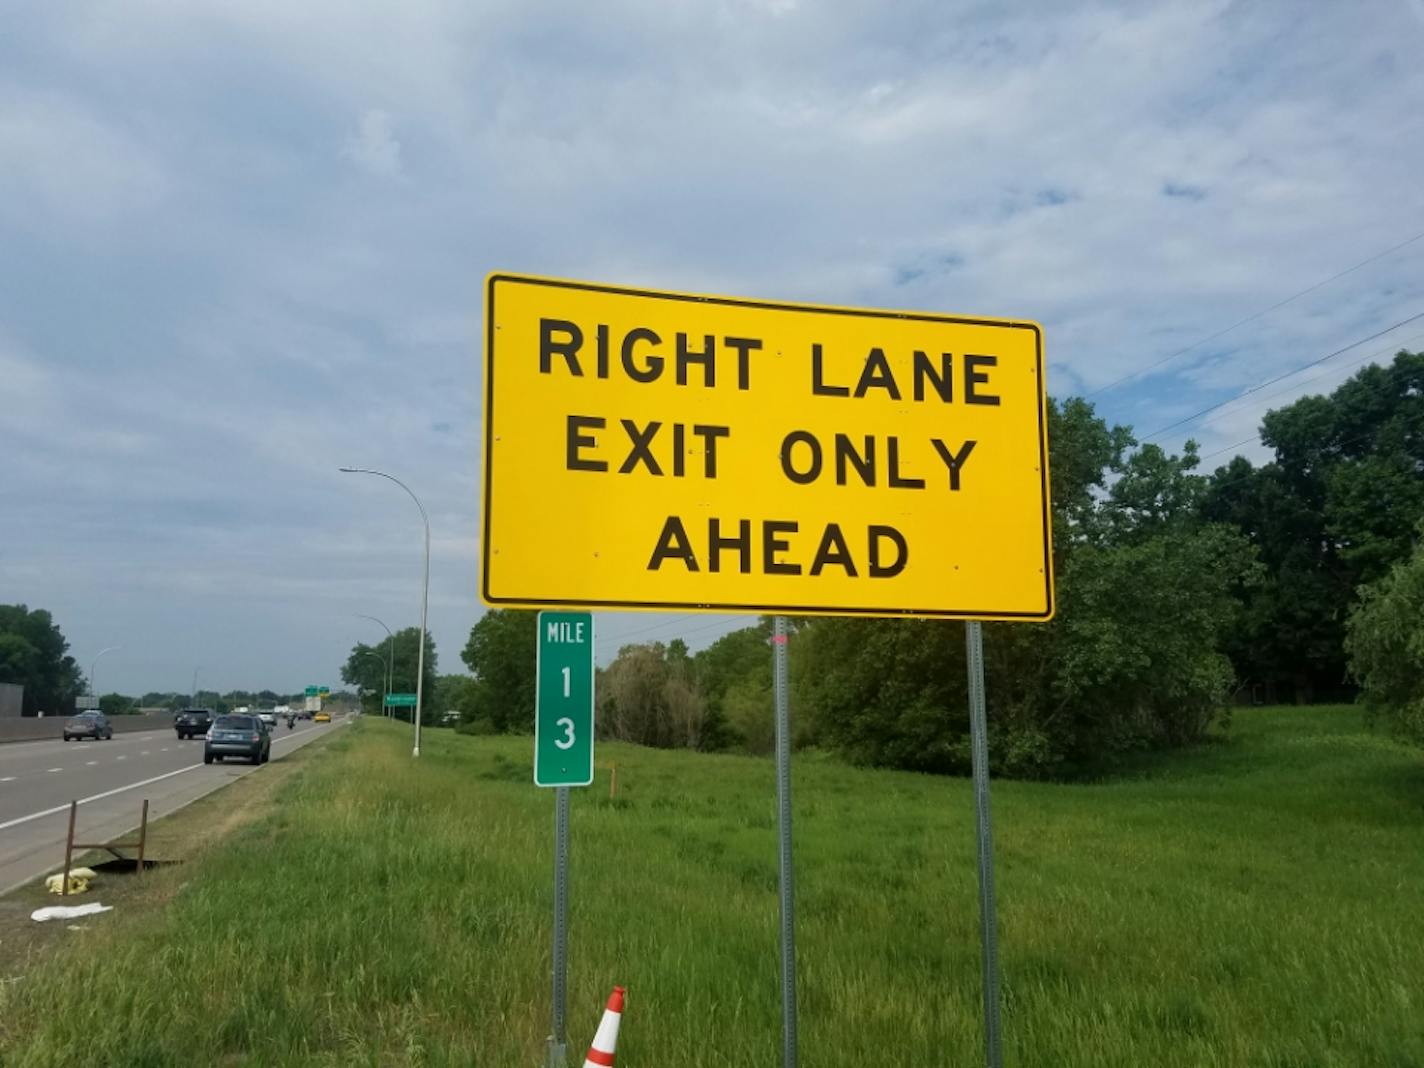 RIGHT LANE
EXIT ONLY
AHEAD
MILE
1
3